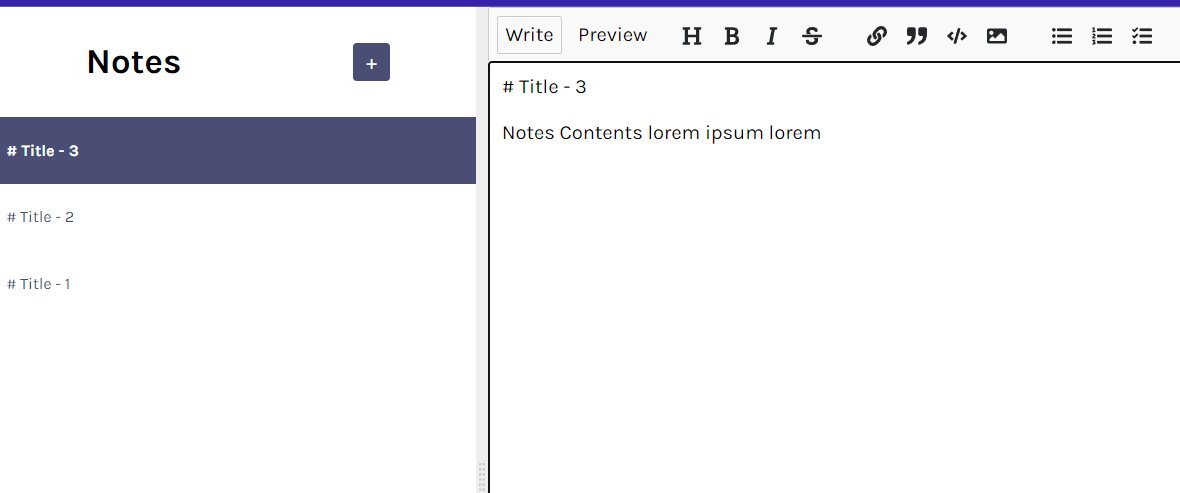 Notes
+
# Title - 3
# Title - 2
# Title - 1
Write Preview H B I S
# Title - 3
Notes Contents lorem ipsum lorem